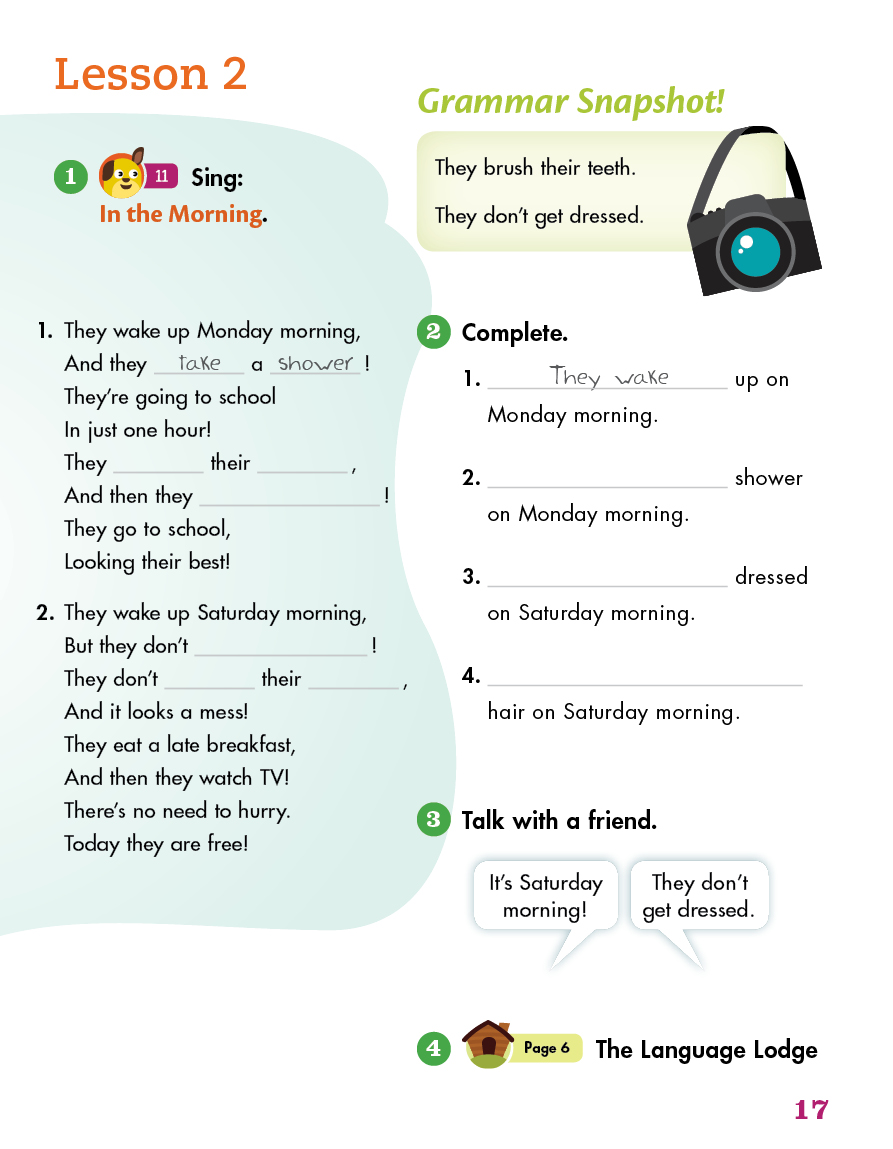 Lesson 2
1 11 Sing:
In the Morning.
1. They wake up Monday morning,
And they take a shower !
They're going to school
In just one hour!
They ________ their ________ ,
And then they ________________ !
They go to school,
Looking their best!
2. They wake up Saturday morning,
But they don't ________________ !
They don't ________ their ________ ,
And it looks a mess!
They eat a late breakfast,
And then they watch TV!
There's no need to hurry.
Today they are free!
Grammar Snapshot!
They brush their teeth.
They don't get dressed.
2 Complete.
1. They wake up on
Monday morning.
2. ____________________ shower
on Monday morning.
3. ____________________ dressed
on Saturday morning.
4. __________________________
hair on Saturday morning.
3 Talk with a friend.
It's Saturday
morning!
They don't
get dressed.
4 Page 6 The Language Lodge
17